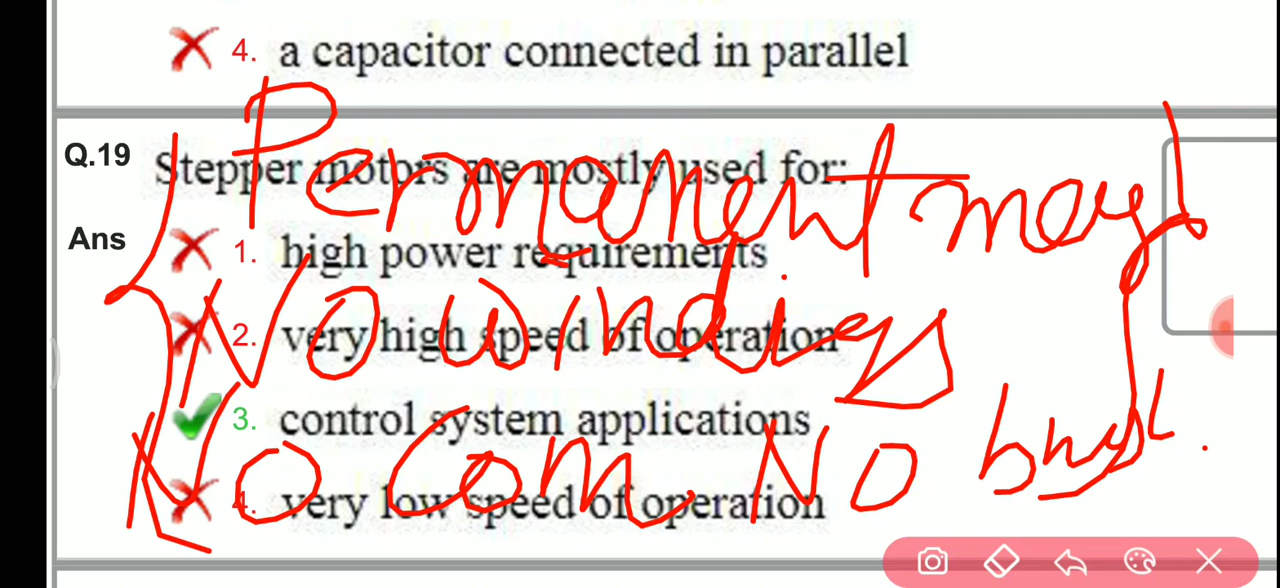 4. a capacitor connected in parallel
Q.19 Stepper motors are mostly used for:
Permanent mag
Ans 1. high power requirements
No
2. very high speed of operation
3. control system applications
No Com No
4. very low speed of operation